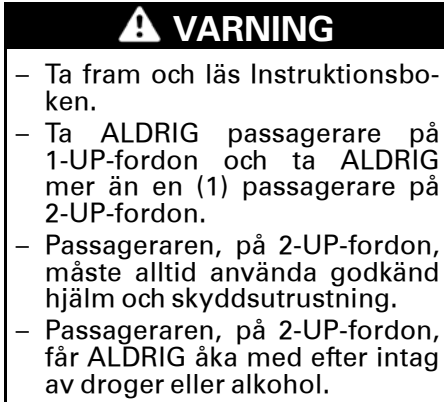 VARNING
– Ta fram och läs Instruktionsbo-
ken.
– Ta ALDRIG passagerare på
1-UP-fordon och ta ALDRIG
mer än en (1) passagerare på
2-UP-fordon.
– Passageraren, på 2-UP-fordon,
måste alltid använda godkänd
hjälm och skyddsutrustning.
– Passageraren, på 2-UP-fordon,
får ALDRIG åka med efter intag
av droger eller alkohol.